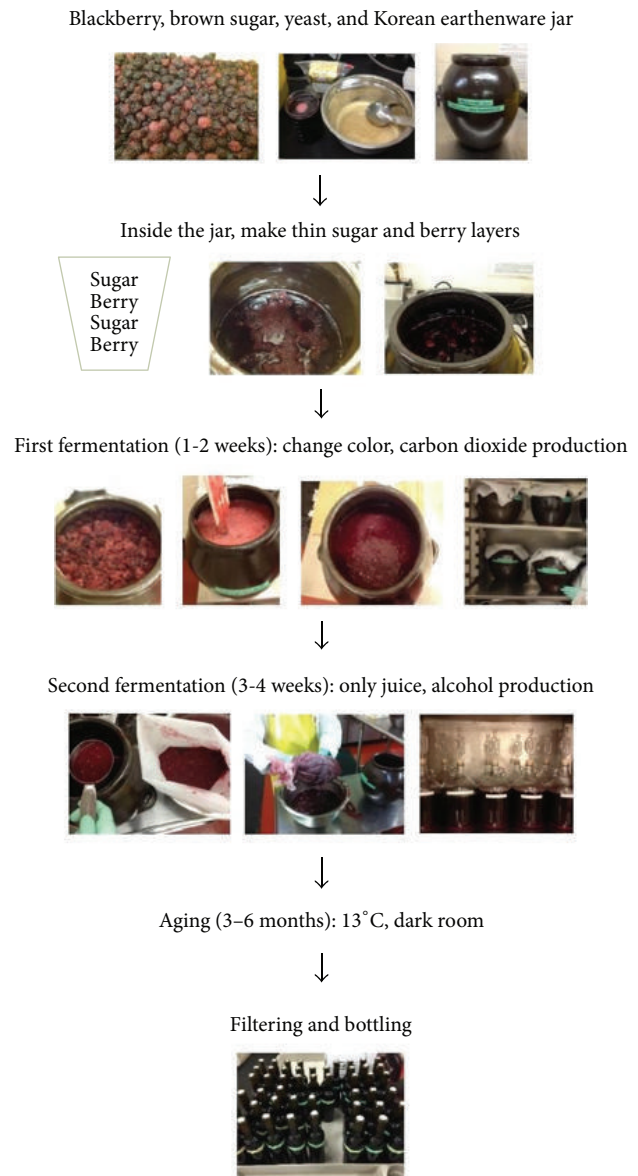 Blackberry, brown sugar, yeast, and Korean earthenware jar
Inside the jar, make thin sugar and berry layers
Sugar
Berry
Sugar
Berry
First fermentation (1-2 weeks): change color, carbon dioxide production
Second fermentation (3-4 weeks): only juice, alcohol production
Aging (3–6 months): 13°C, dark room
Filtering and bottling